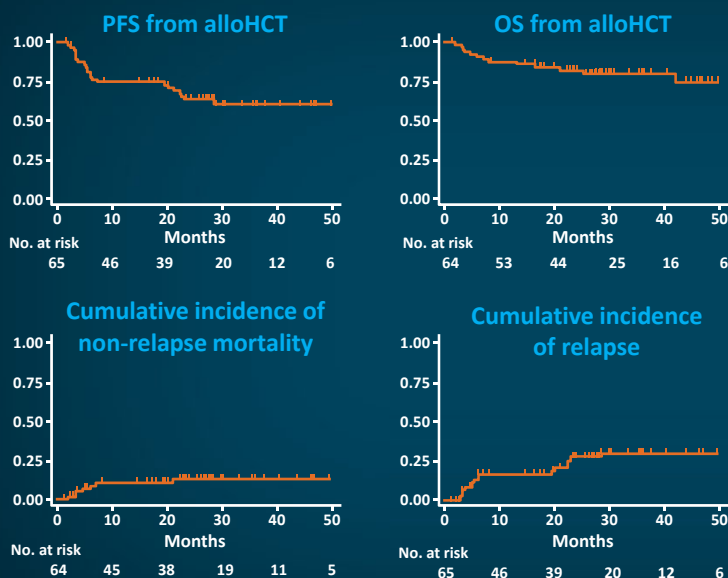 PFS from alloHCT
1.00
0.75
0.50
0.25
0.00
0 10 20 30 40 50
Months
No. at risk
65 46 39 20 12 6
OS from alloHCT
1.00
0.75
0.50
0.25
0.00
0 10 20 30 40 50
Months
No. at risk
64 53 44 25 16 6
Cumulative incidence of
non-relapse mortality
1.00
0.75
0.50
0.25
0.00
0 10 20 30 40 50
Months
No. at risk
64 45 38 19 11 5
Cumulative incidence
of relapse
1.00
0.75
0.50
0.25
0.00
0 10 20 30 40 50
Months
No. at risk
65 46 39 20 12 6